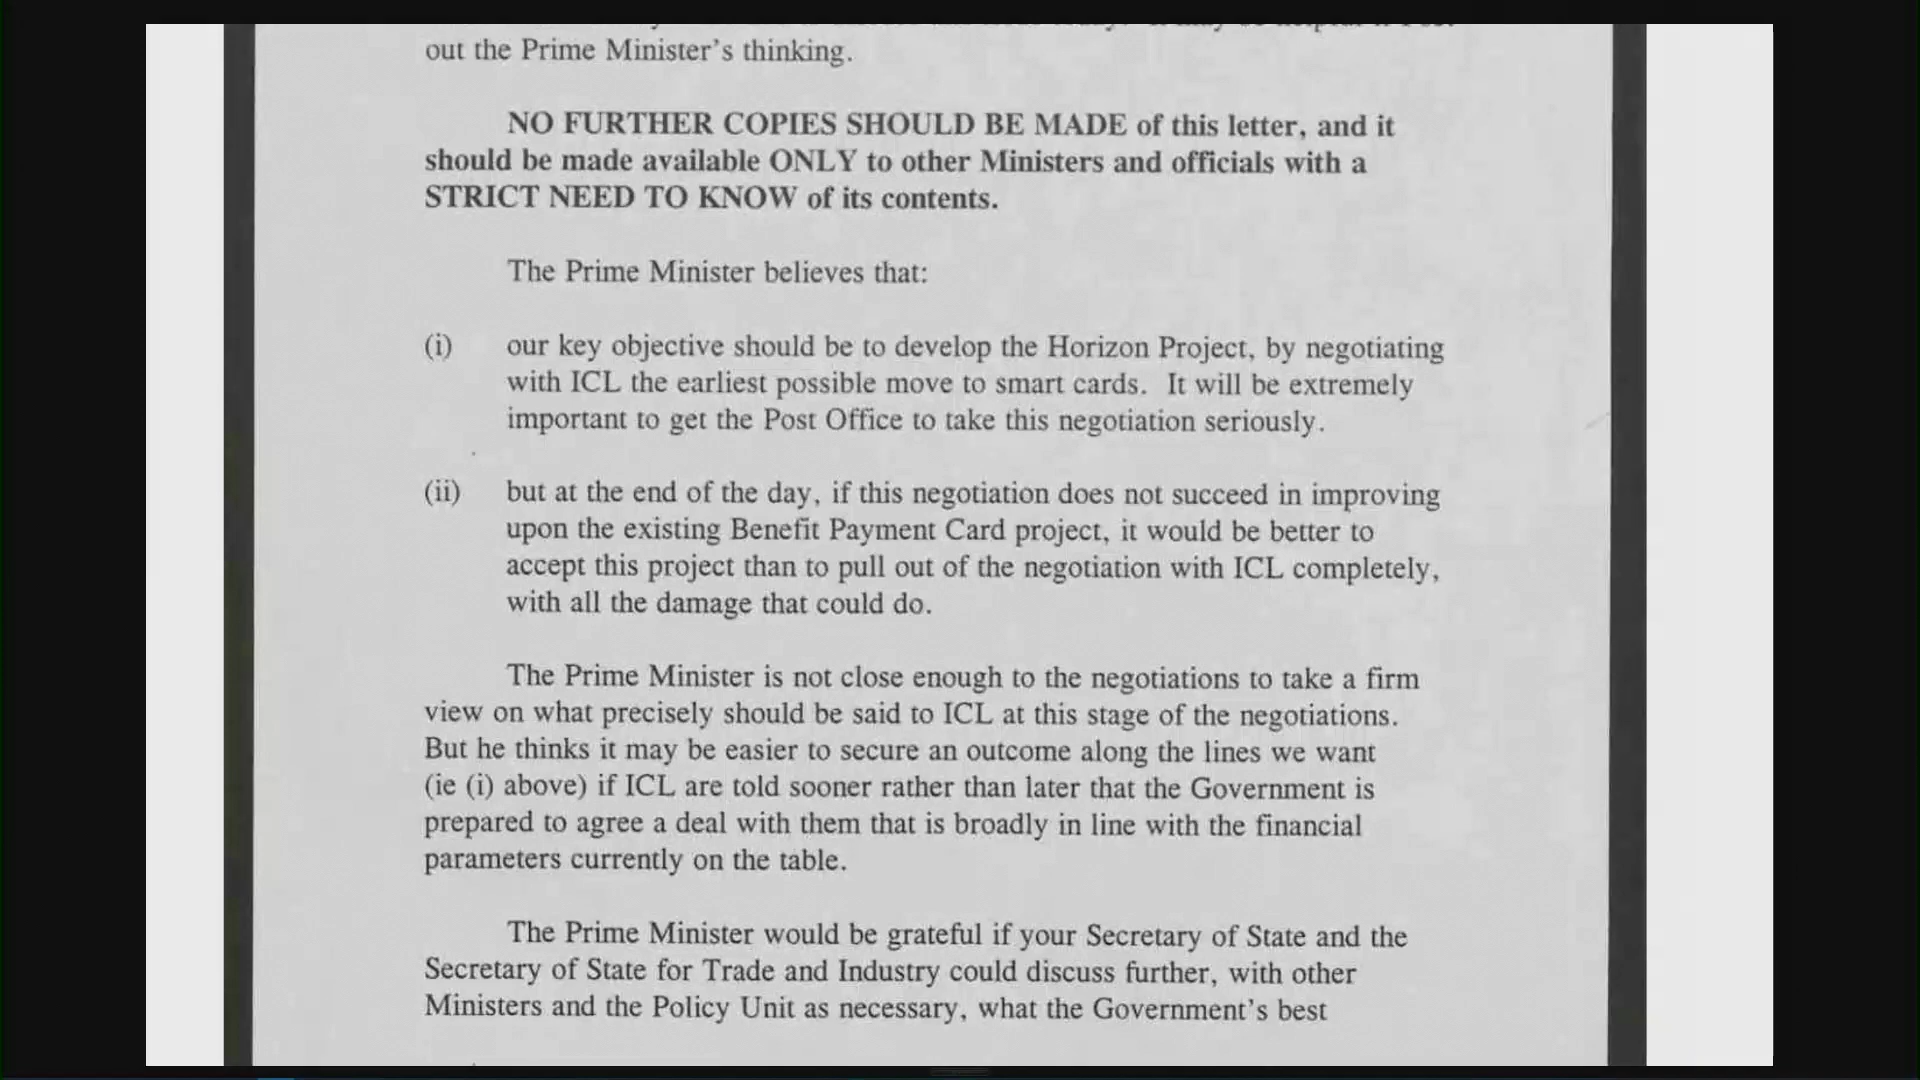 out the Prime Minister's thinking.
NO FURTHER COPIES SHOULD BE MADE of this letter, and it
should be made available ONLY to other Ministers and officials with a
STRICT NEED TO KNOW of its contents.
The Prime Minister believes that:
(i) our key objective should be to develop the Horizon Project, by negotiating
with ICL the earliest possible move to smart cards. It will be extremely
important to get the Post Office to take this negotiation seriously.
(ii) but at the end of the day, if this negotiation does not succeed in improving
upon the existing Benefit Payment Card project, it would be better to
accept this project than to pull out of the negotiation with ICL completely,
with all the damage that could do.
The Prime Minister is not close enough to the negotiations to take a firm
view on what precisely should be said to ICL at this stage of the negotiations.
But he thinks it may be easier to secure an outcome along the lines we want
(ie (i) above) if ICL are told sooner rather than later that the Government is
prepared to agree a deal with them that is broadly in line with the financial
parameters currently on the table.
The Prime Minister would be grateful if your Secretary of State and the
Secretary of State for Trade and Industry could discuss further, with other
Ministers and the Policy Unit as necessary, what the Government's best